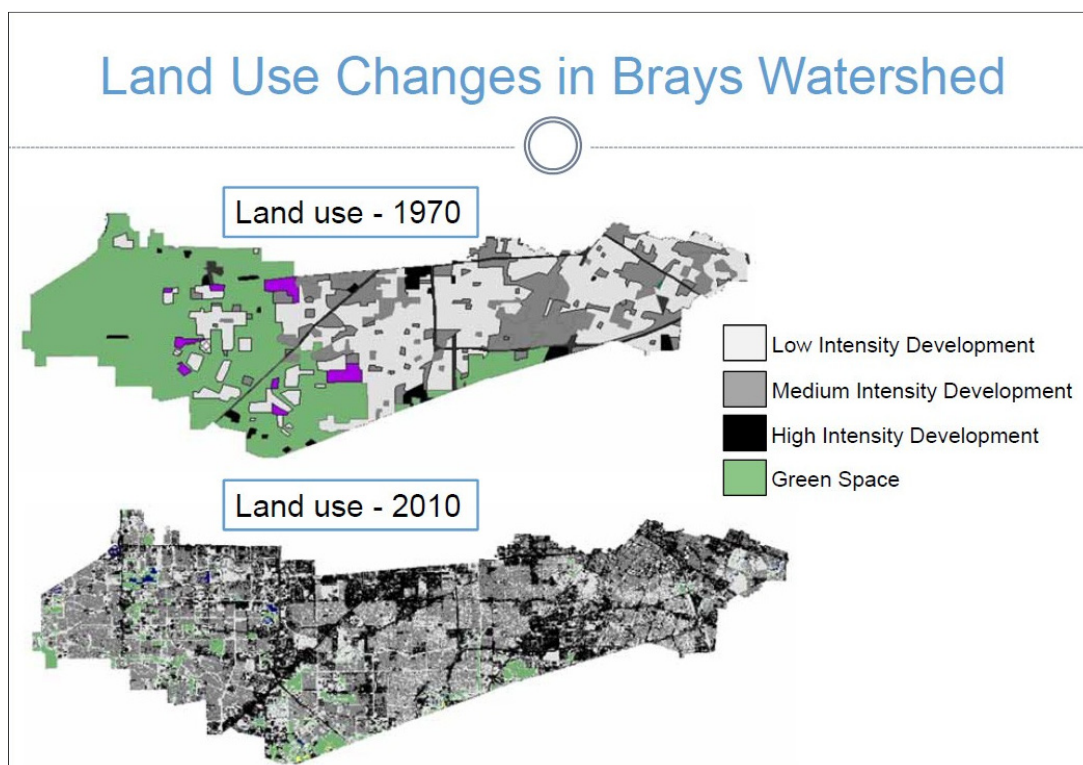 Land Use Changes in Brays Watershed
Land use - 1970
Low Intensity Development
Medium Intensity Development
High Intensity Development
Green Space
Land use - 2010